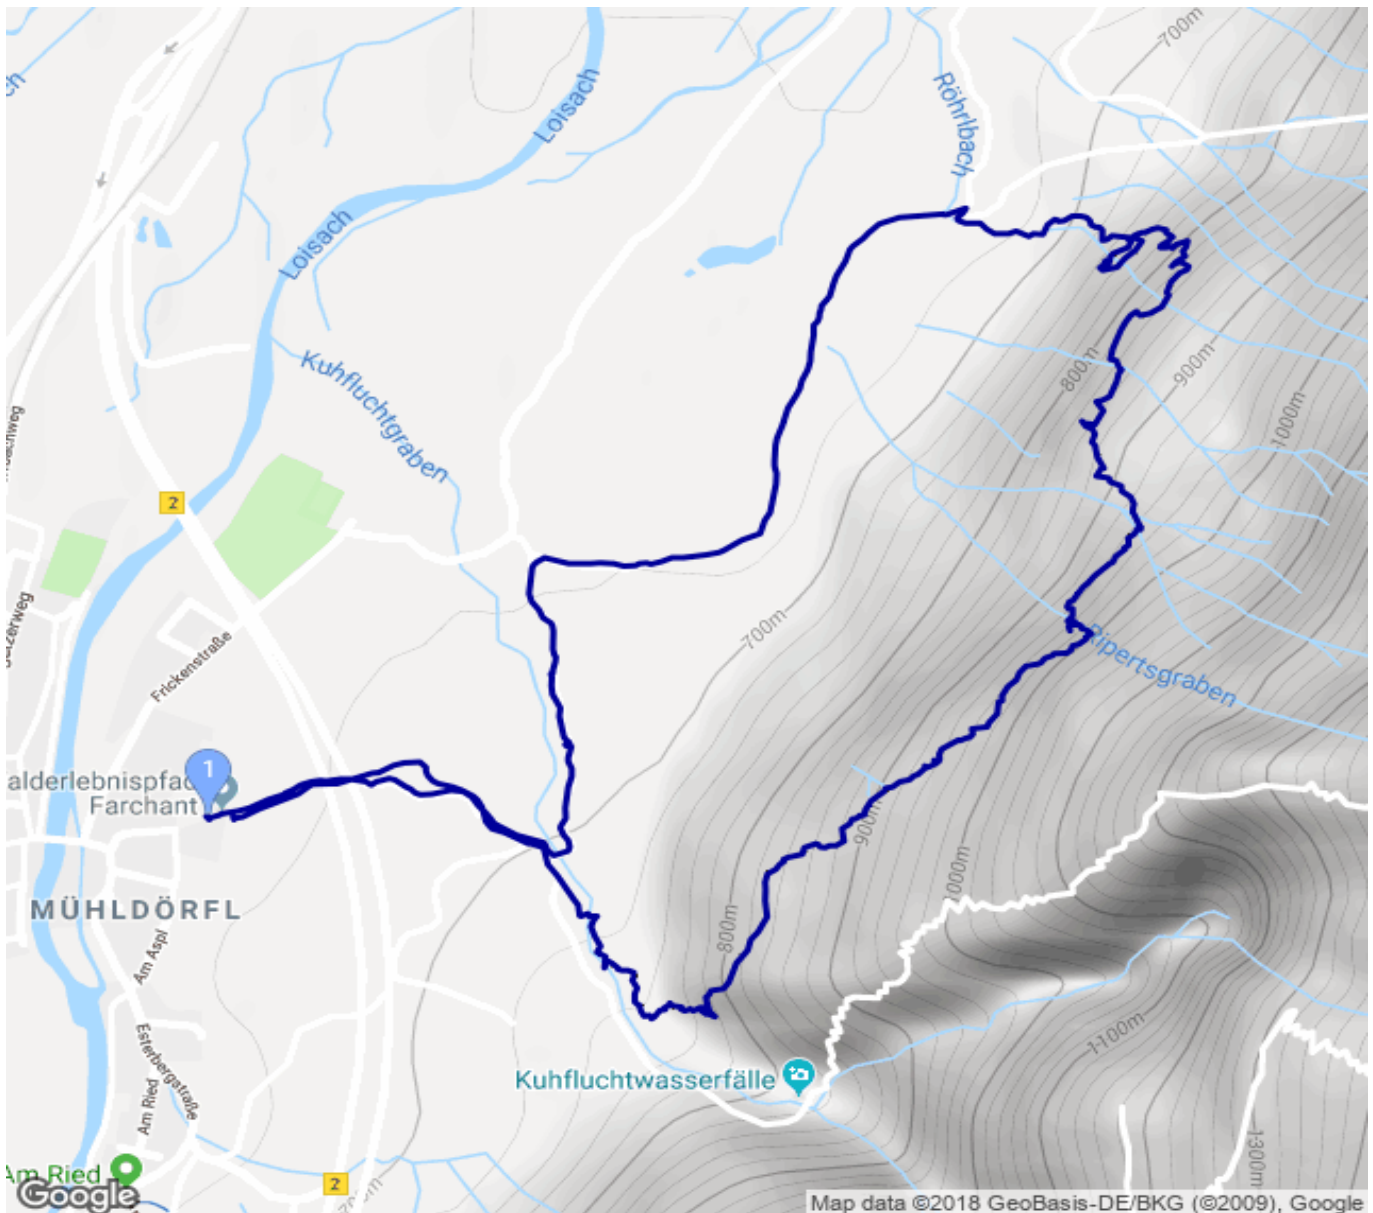 700m
Loisach
Röhrlbach
ch
Loisach
800m
900m
Kuhfluchtgraben
1000m
2
700m
Frickenstraße
Ripertsgraben
1
alderlebnispfad
Farchant
900m
1000m
MÜHLDÖRFL
800m
Am Aspl
1100m
Esterbergstraße
Kuhfluchtwasserfälle
Am Ried
1300m
Am Ried
2
700m
Google
Map data ©2018 GeoBasis-DE/BKG (©2009), Google